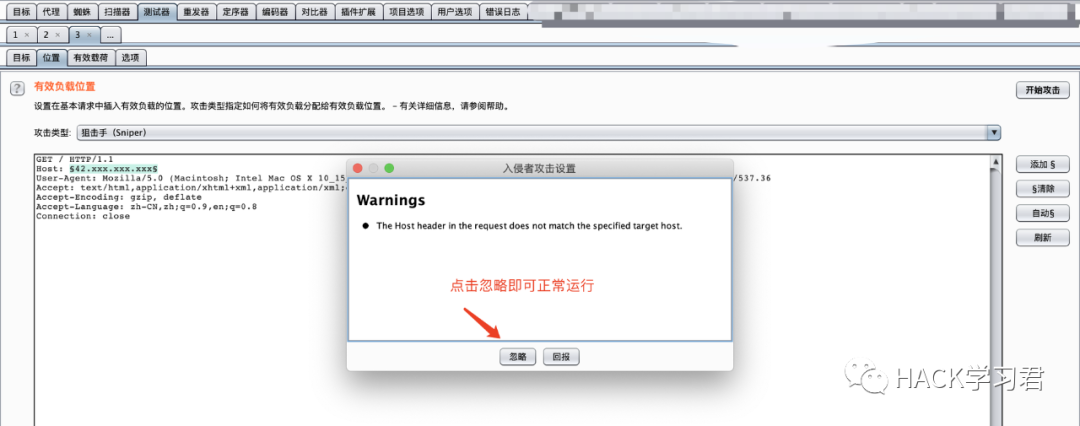 目标 代理 蜘蛛 扫描器 测试器 重发器 定序器 编码器 对比器 插件扩展 项目选项 用户选项 错误日志
1 × 2 × 3 × ...
目标 位置 有效载荷 选项
? 有效负载位置
开始攻击
设置在基本请求中插入有效负载的位置。攻击类型指定如何将有效负载分配给有效负载位置。 - 有关详细信息，请参阅帮助。
攻击类型: 狙击手（Sniper）
GET / HTTP/1.1
Host: §42.xxx.xxx.xxx§
User-Agent: Mozilla/5.0 (Macintosh; Intel Mac OS X 10_15
/537.36
Accept: text/html,application/xhtml+xml,application/xml;
Accept-Encoding: gzip, deflate
Accept-Language: zh-CN,zh;q=0.9,en;q=0.8
Connection: close
添加 §
§清除
自动§
刷新
入侵者攻击设置
Warnings
● The Host header in the request does not match the specified target host.
点击忽略即可正常运行
忽略 回报
HACK学习君